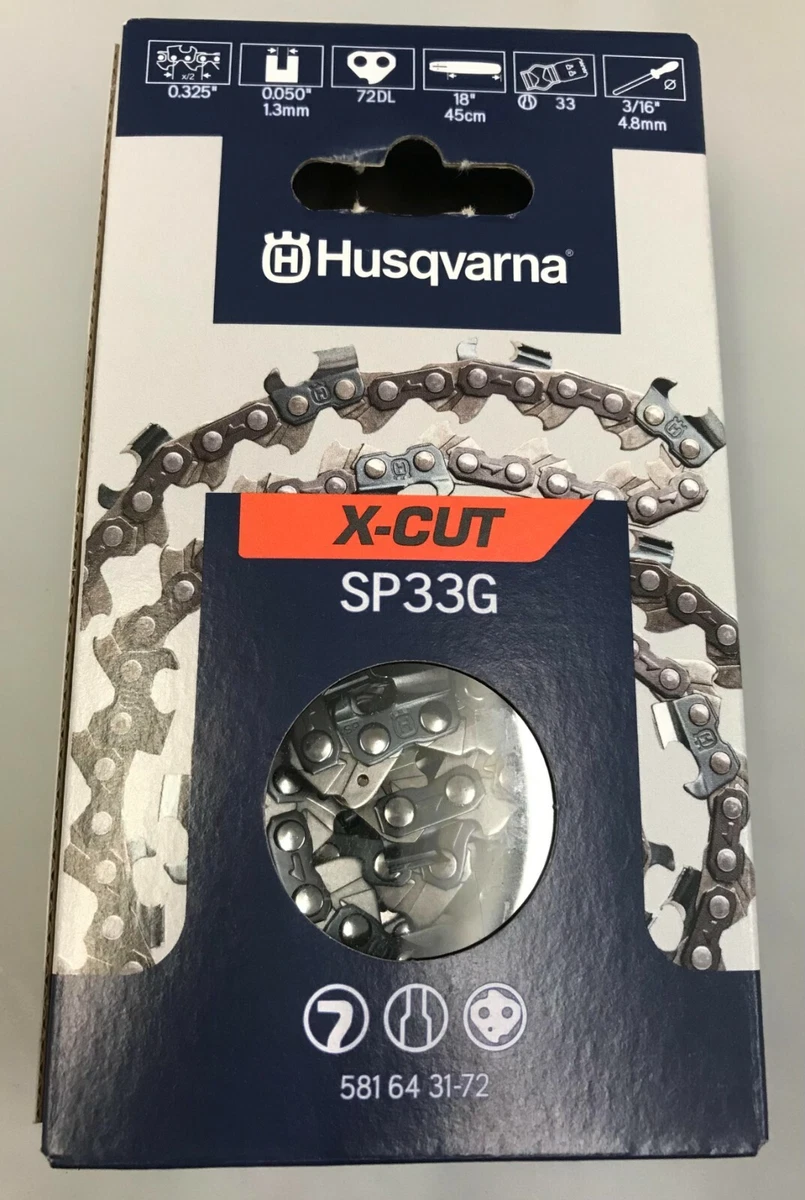 x/2
0.325" 0.050" 72DL 18" 33 3/16"
1.3mm 45cm 4.8mm
H Husqvarna®
X-CUT
SP33G
581 64 31-72